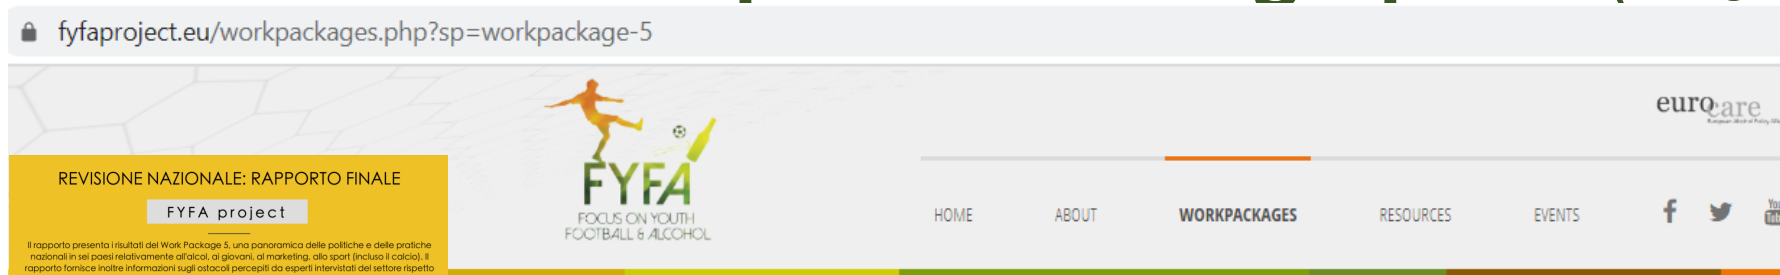 fyfaproject.eu/workpackages.php?sp=workpackage-5
eurocare
FYFA
FOCUS ON YOUTH
FOOTBALL & ALCOHOL
HOME ABOUT WORKPACKAGES RESOURCES EVENTS
REVISIONE NAZIONALE: RAPPORTO FINALE
FYFA project
Il rapporto presenta i risultati del Work Package 5, una panoramica delle politiche e delle pratiche
nazionali in sei paesi relativamente all'alcol, ai giovani, al marketing, allo sport (incluso il calcio). Il
rapporto fornisce inoltre informazioni sugli ostacoli percepiti da esperti intervistati del settore rispetto